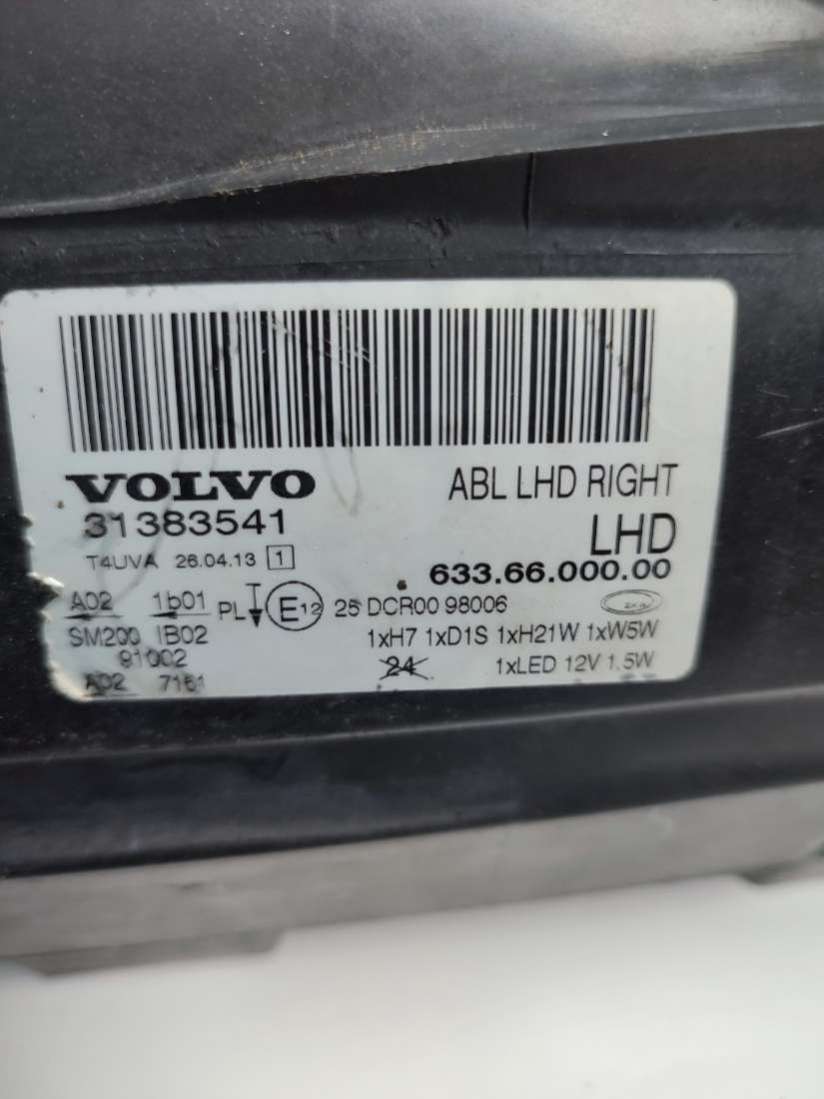 VOLVO ABL LHD RIGHT
31383541 LHD
T4UVA 26.04.13 1 633.66.000.00
A02 1b01 PL E12 25 DCR00 98006
SM200 IB02 1xH7 1xD1S 1xH21W 1xW5W
91002 24 1xLED 12V 1.5W
A02 7161